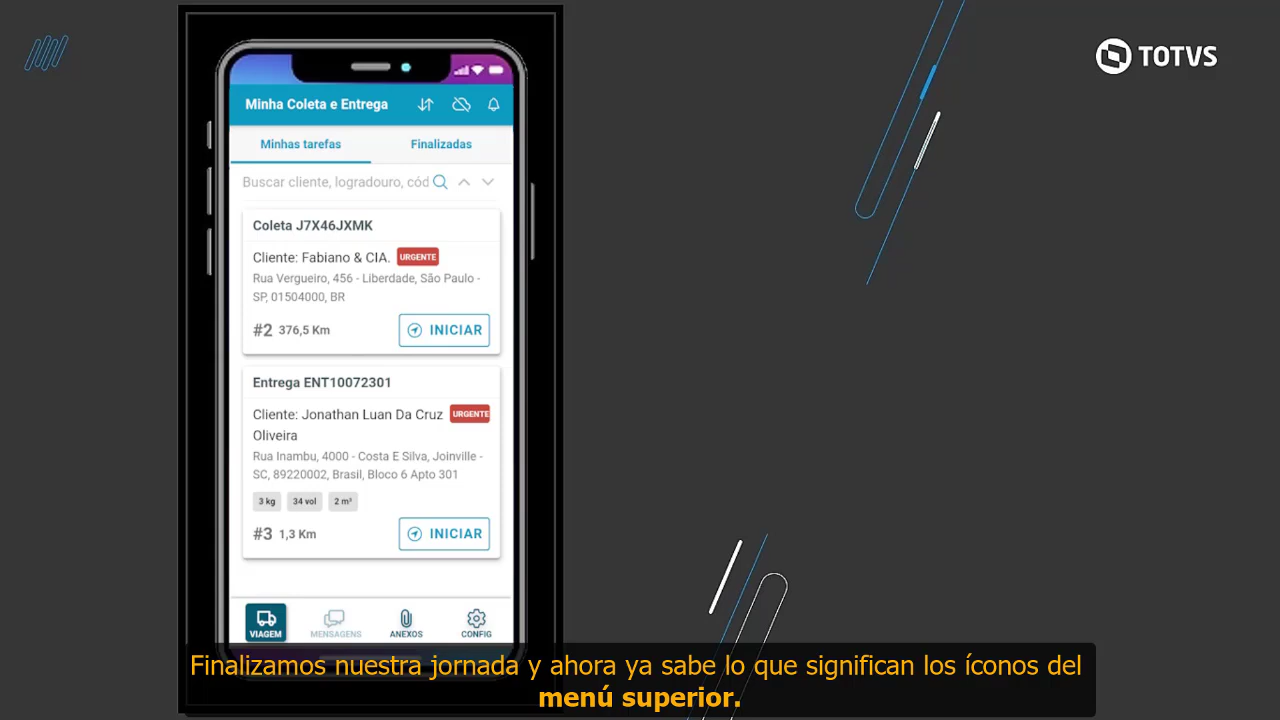 TOTVS
Minha Coleta e Entrega
Minhas tarefas Finalizadas
Buscar cliente, logradouro, cód
Coleta J7X46JXMK
Cliente: Fabiano & CIA. URGENTE
Rua Vergueiro, 456 - Liberdade, São Paulo -
SP, 01504000, BR
#2 376,5 Km INICIAR
Entrega ENT10072301
Cliente: Jonathan Luan Da Cruz URGENTE
Oliveira
Rua Inambu, 4000 - Costa E Silva, Joinville -
SC, 89220002, Brasil, Bloco 6 Apto 301
3 kg 34 vol 2 m³
#3 1,3 Km INICIAR
VIAGEM MENSAGENS ANEXOS CONFIG
Finalizamos nuestra jornada y ahora ya sabe lo que significan los íconos del
menú superior.